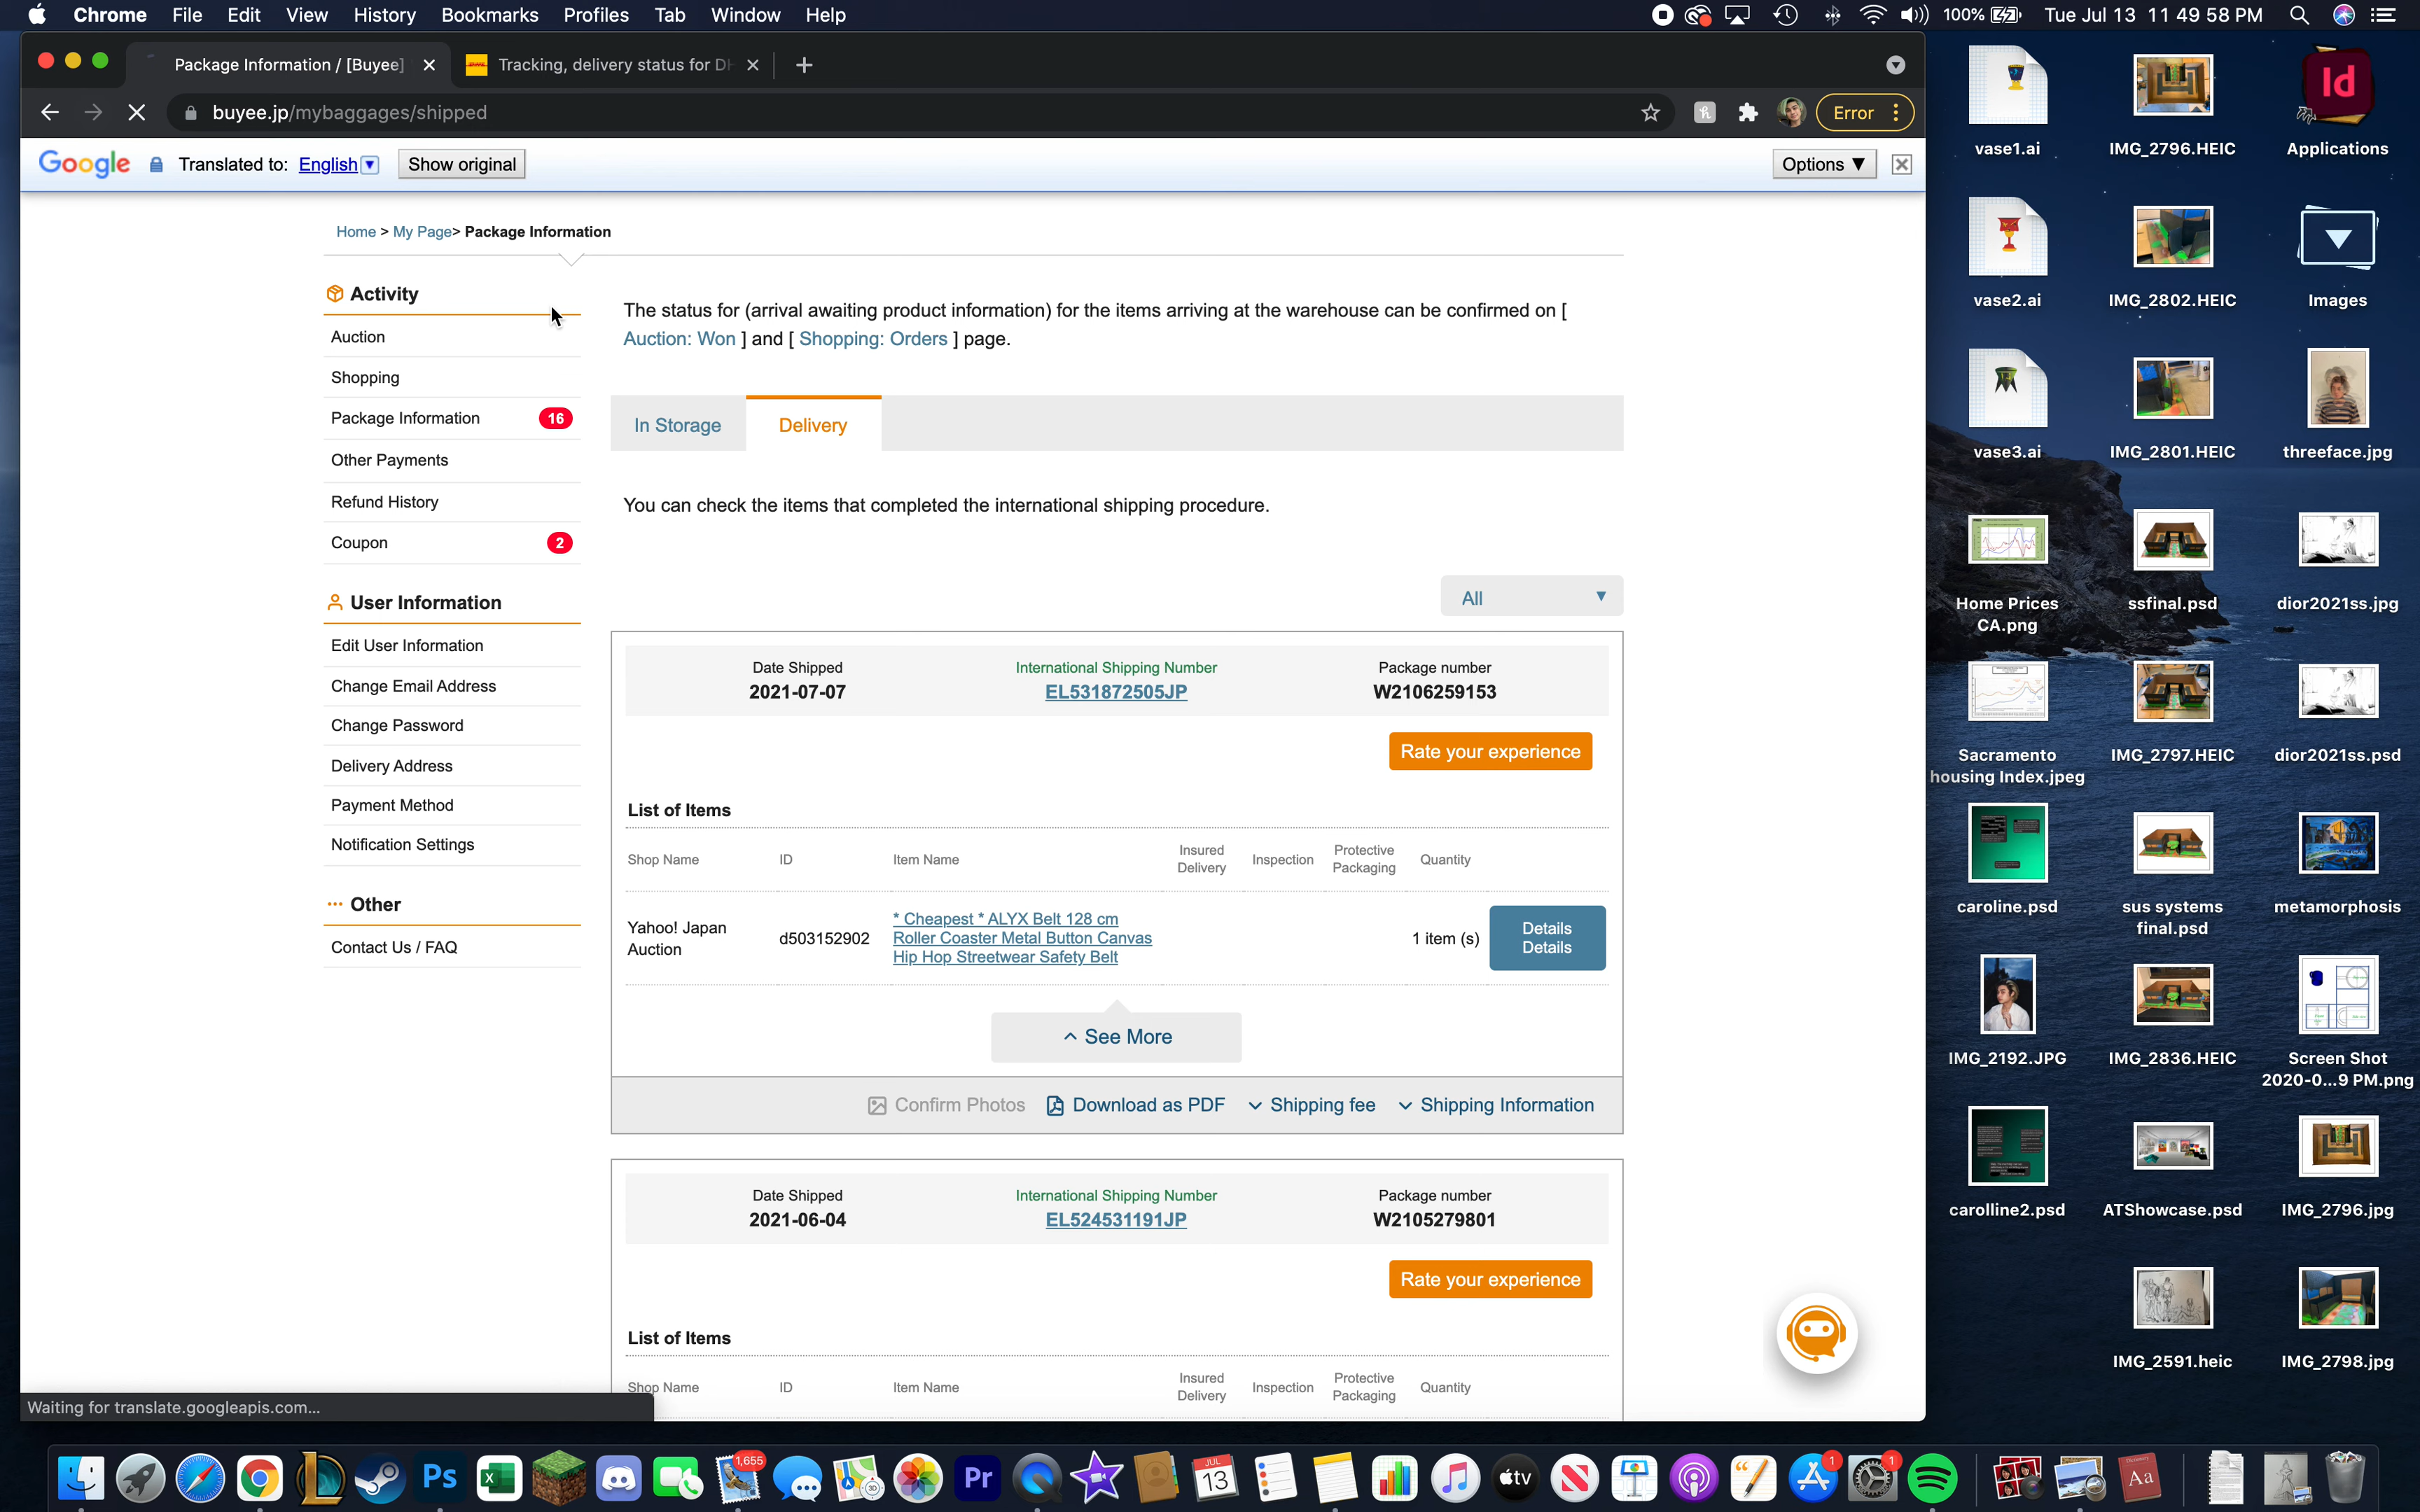 Chrome File Edit View History Bookmarks Profiles Tab Window Help
100% Tue Jul 13 11 49 58 PM
Package Information / [Buyee]
Tracking, delivery status for DH
buyee.jp/mybaggages/shipped
Error
Google Translated to: English Show original
Options ▼
Home > My Page> Package Information
Activity
Auction
Shopping
Package Information 16
Other Payments
Refund History
Coupon 2
User Information
Edit User Information
Change Email Address
Change Password
Delivery Address
Payment Method
Notification Settings
Other
Contact Us / FAQ
The status for (arrival awaiting product information) for the items arriving at the warehouse can be confirmed on [
Auction: Won ] and [ Shopping: Orders ] page.
In Storage Delivery
You can check the items that completed the international shipping procedure.
All ▼
Date Shipped International Shipping Number Package number
2021-07-07 EL531872505JP W2106259153
Rate your experience
List of Items
Shop Name ID Item Name Insured Delivery Inspection Protective Packaging Quantity
Yahoo! Japan Auction
d503152902
* Cheapest * ALYX Belt 128 cm
Roller Coaster Metal Button Canvas
Hip Hop Streetwear Safety Belt
1 item (s)
Details
Details
See More
Confirm Photos Download as PDF Shipping fee Shipping Information
Date Shipped International Shipping Number Package number
2021-06-04 EL524531191JP W2105279801
Rate your experience
List of Items
Shop Name ID Item Name Insured Delivery Inspection Protective Packaging Quantity
Waiting for translate.googleapis.com...
vase1.ai IMG_2796.HEIC Applications
vase2.ai IMG_2802.HEIC Images
vase3.ai IMG_2801.HEIC threeface.jpg
Home Prices CA.png ssfinal.psd dior2021ss.jpg
Sacramento housing Index.jpeg IMG_2797.HEIC dior2021ss.psd
caroline.psd sus systems final.psd metamorphosis
IMG_2192.JPG IMG_2836.HEIC Screen Shot 2020-0...9 PM.png
carolline2.psd ATShowcase.psd IMG_2796.jpg
IMG_2591.heic IMG_2798.jpg
Id
Ps
1,655
3D
Pr
JUL
13
tv
1
1
Aa